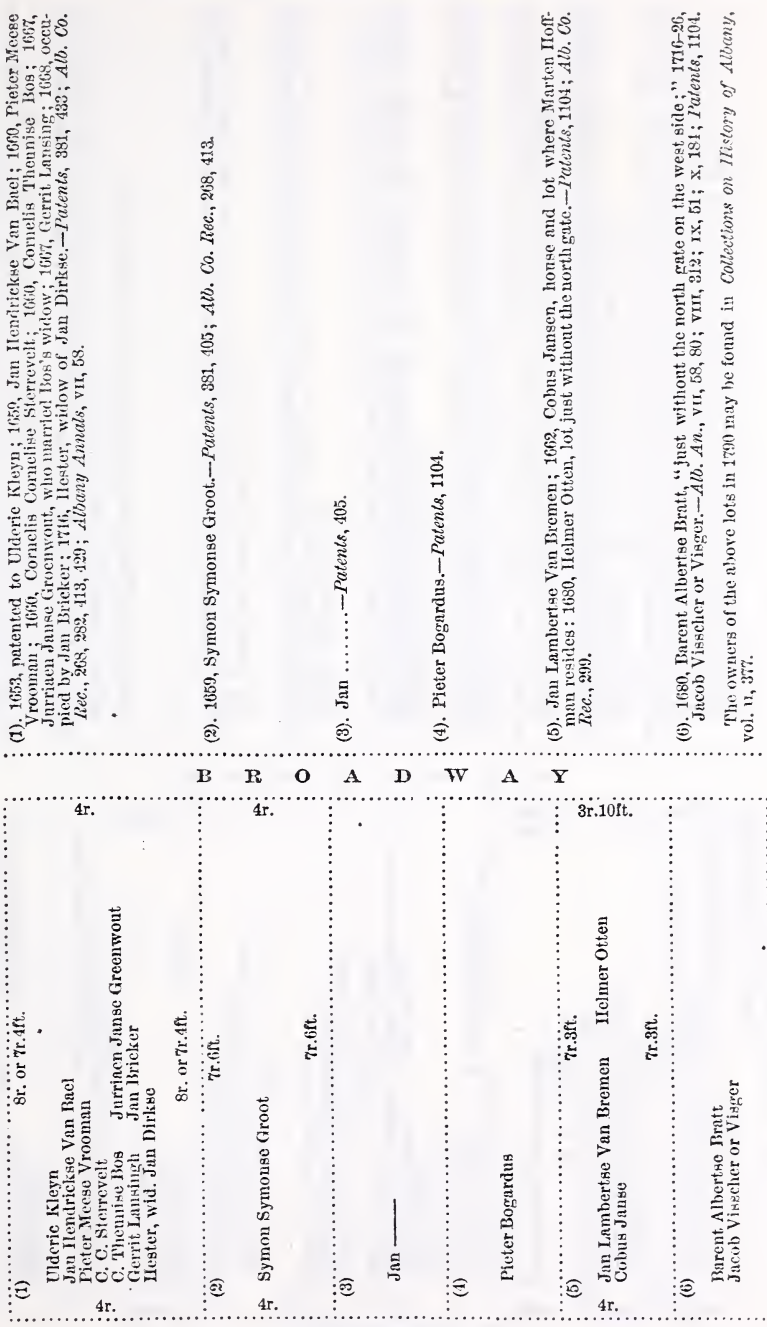 (1). 1653, patented to Ulderic Kleyn; 1659, Jan Hendrickse Van Bael; 1660, Pieter Meese
Vrooman; 1660, Cornelis Cornelise Sterrevelt; 1660, Cornelis Theunise Bos; 1667,
Jurriaen Janse Groenwout, who married Bos's widow; 1667, Gerrit Lansing; 1668, occu-
pied by Jan Bricker; 1716, Hester, widow of Jan Dirkse.—Patents, 381, 433; Alb. Co.
Rec., 268, 282, 413, 429; Albany Annals, VII, 58.
(2). 1659, Symon Symonse Groot.—Patents, 381, 405; Alb. Co. Rec., 268, 413.
(3). Jan ........—Patents, 405.
(4). Pieter Bogardus.—Patents, 1104.
(5). Jan Lambertse Van Bremen; 1662, Cobus Jansen, house and lot where Marten Hoff-
man resides; 1680, Helmer Otten, lot just without the north gate.—Patents, 1104; Alb. Co.
Rec., 299.
(6). 1680, Barent Albertse Bratt, "just without the north gate on the west side;" 1716-26,
Jacob Visscher or Visger.—Alb. An., VII, 58, 80; VIII, 312; IX, 51; X, 184; Patents, 1104.
The owners of the above lots in 1790 may be found in Collections on History of Albany,
vol. II, 377.
BROADWAY
4r.
4r.
3r.10ft.
(1)
8r. or 7r.4ft.
Ulderic Kleyn
Jan Hendrickse Van Bael
Pieter Meese Vrooman
C. C. Sterrevelt
C. Theunise Bos Jurriaen Janse Greenwout
Gerrit Lansingh Jan Bricker
Hester, wid. Jan Dirkse
8r. or 7r.4ft.
4r.
(2)
7r.6ft.
Symon Symonse Groot
7r.6ft.
4r.
(3)
Jan ———
(4)
Pieter Bogardus
(5)
7r.3ft.
Jan Lambertse Van Bremen Helmer Otten
Cobus Janse
7r.3ft.
4r.
(6)
Barent Albertse Bratt
Jacob Visscher or Visger